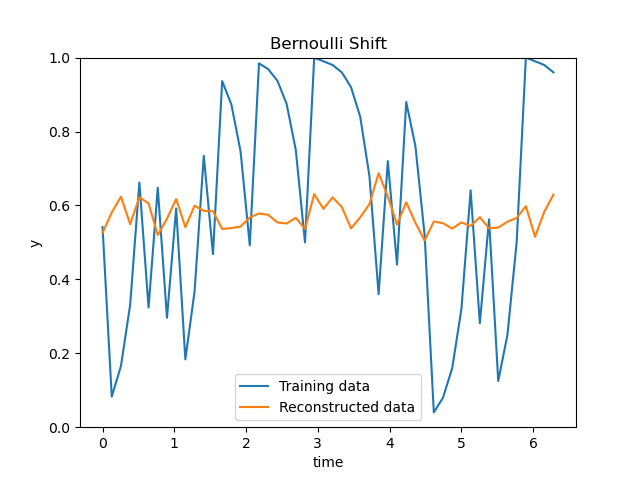 Bernoulli Shift
1.0
0.8
0.6
0.4
0.2
0.0
y
Training data
Reconstructed data
0 1 2 3 4 5 6
time